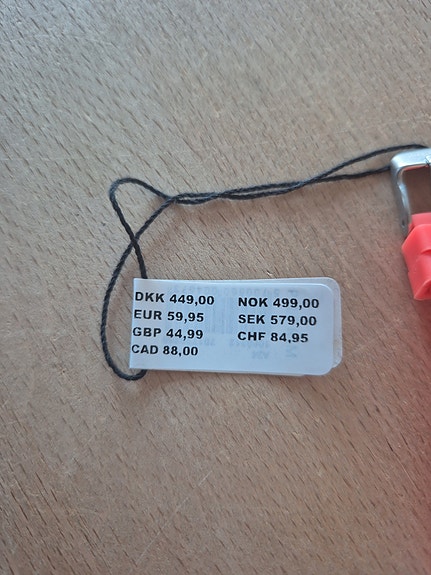 DKK 449,00 NOK 499,00
EUR 59,95 SEK 579,00
GBP 44,99 CHF 84,95
CAD 88,00